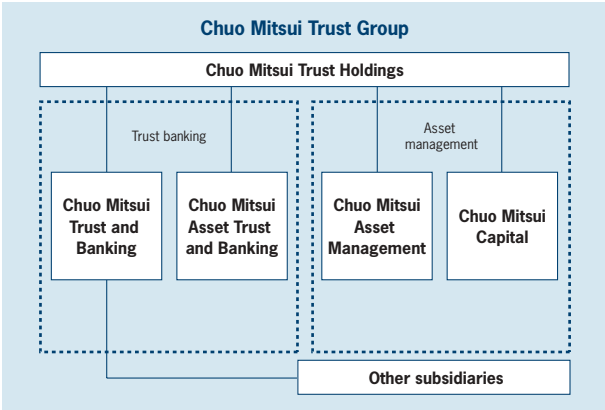 Chuo Mitsui Trust Group
Chuo Mitsui Trust Holdings
Trust banking
Asset
management
Chuo Mitsui
Trust and
Banking
Chuo Mitsui
Asset Trust
and Banking
Chuo Mitsui
Asset
Management
Chuo Mitsui
Capital
Other subsidiaries